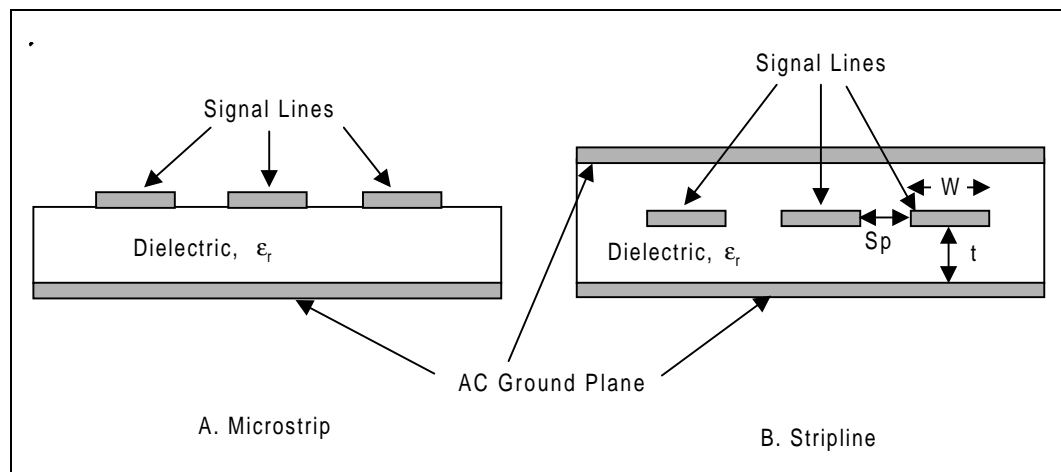 Signal Lines
Dielectric, εr
Signal Lines
W
Sp
t
Dielectric, εr
AC Ground Plane
A. Microstrip
B. Stripline